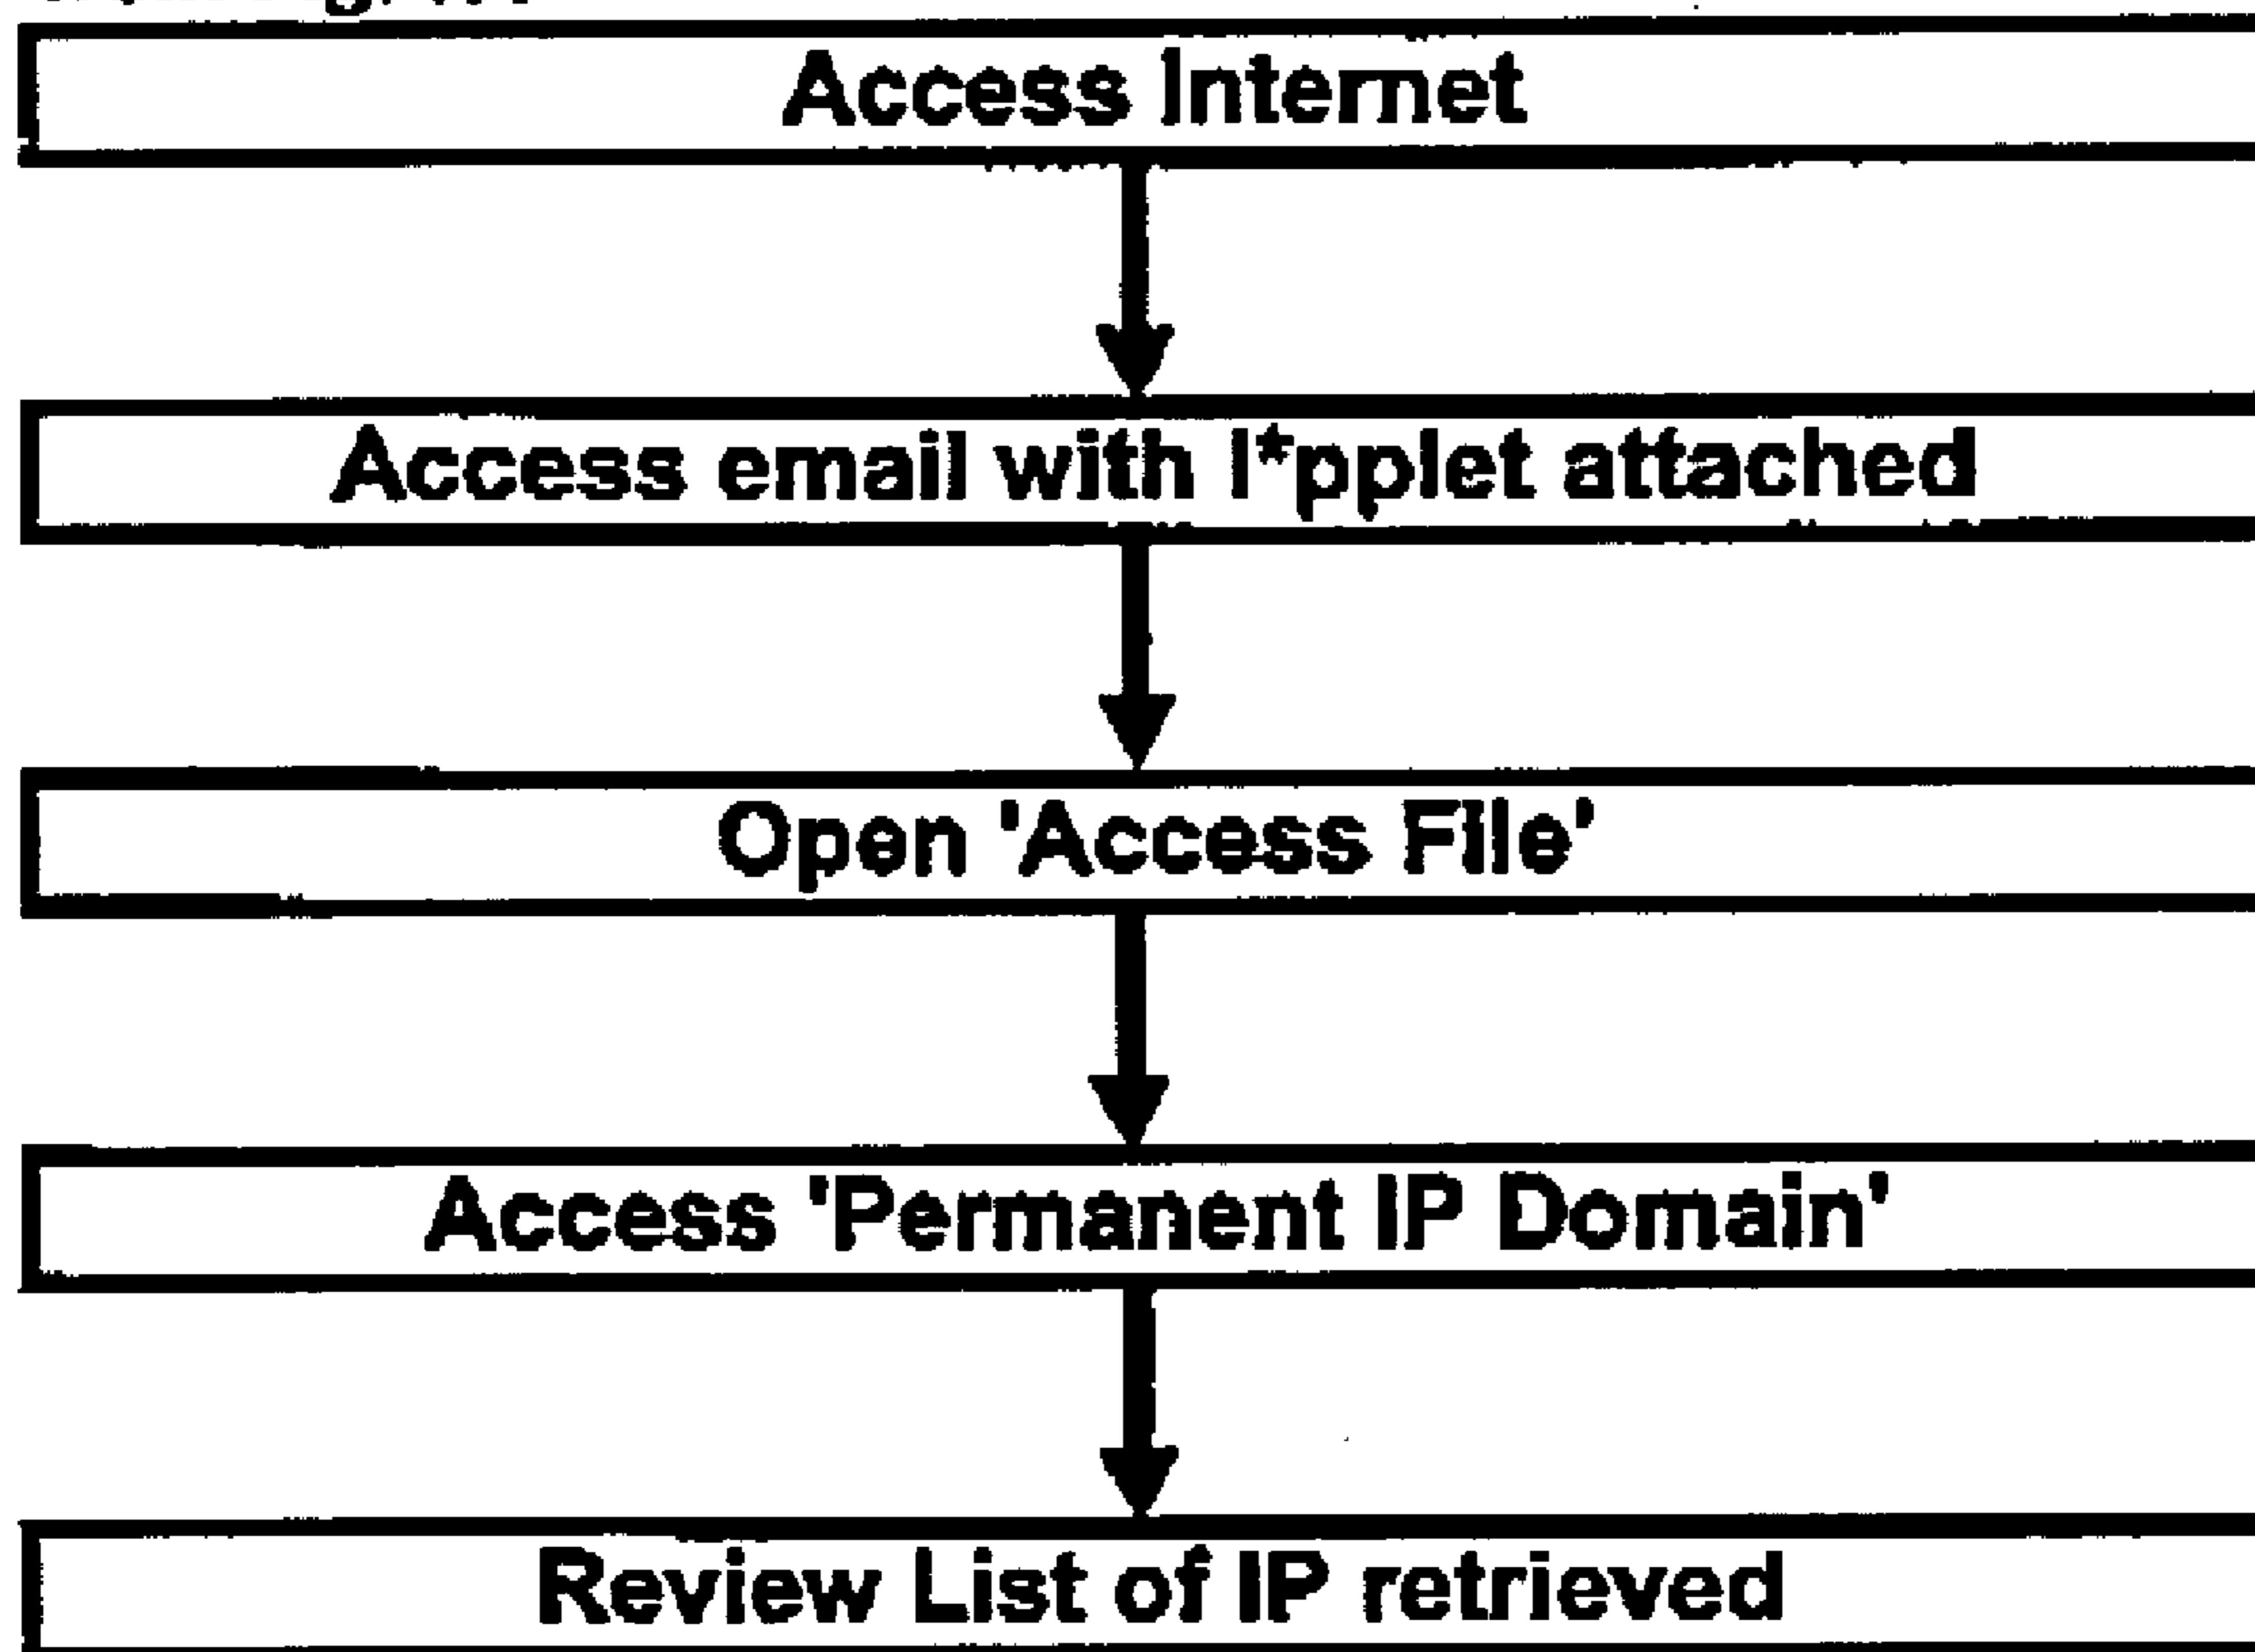 Access Internet
Access email with I*pplet attached
Open 'Access File'
Access 'Permanent IP Domain'
Review List of IP retrieved